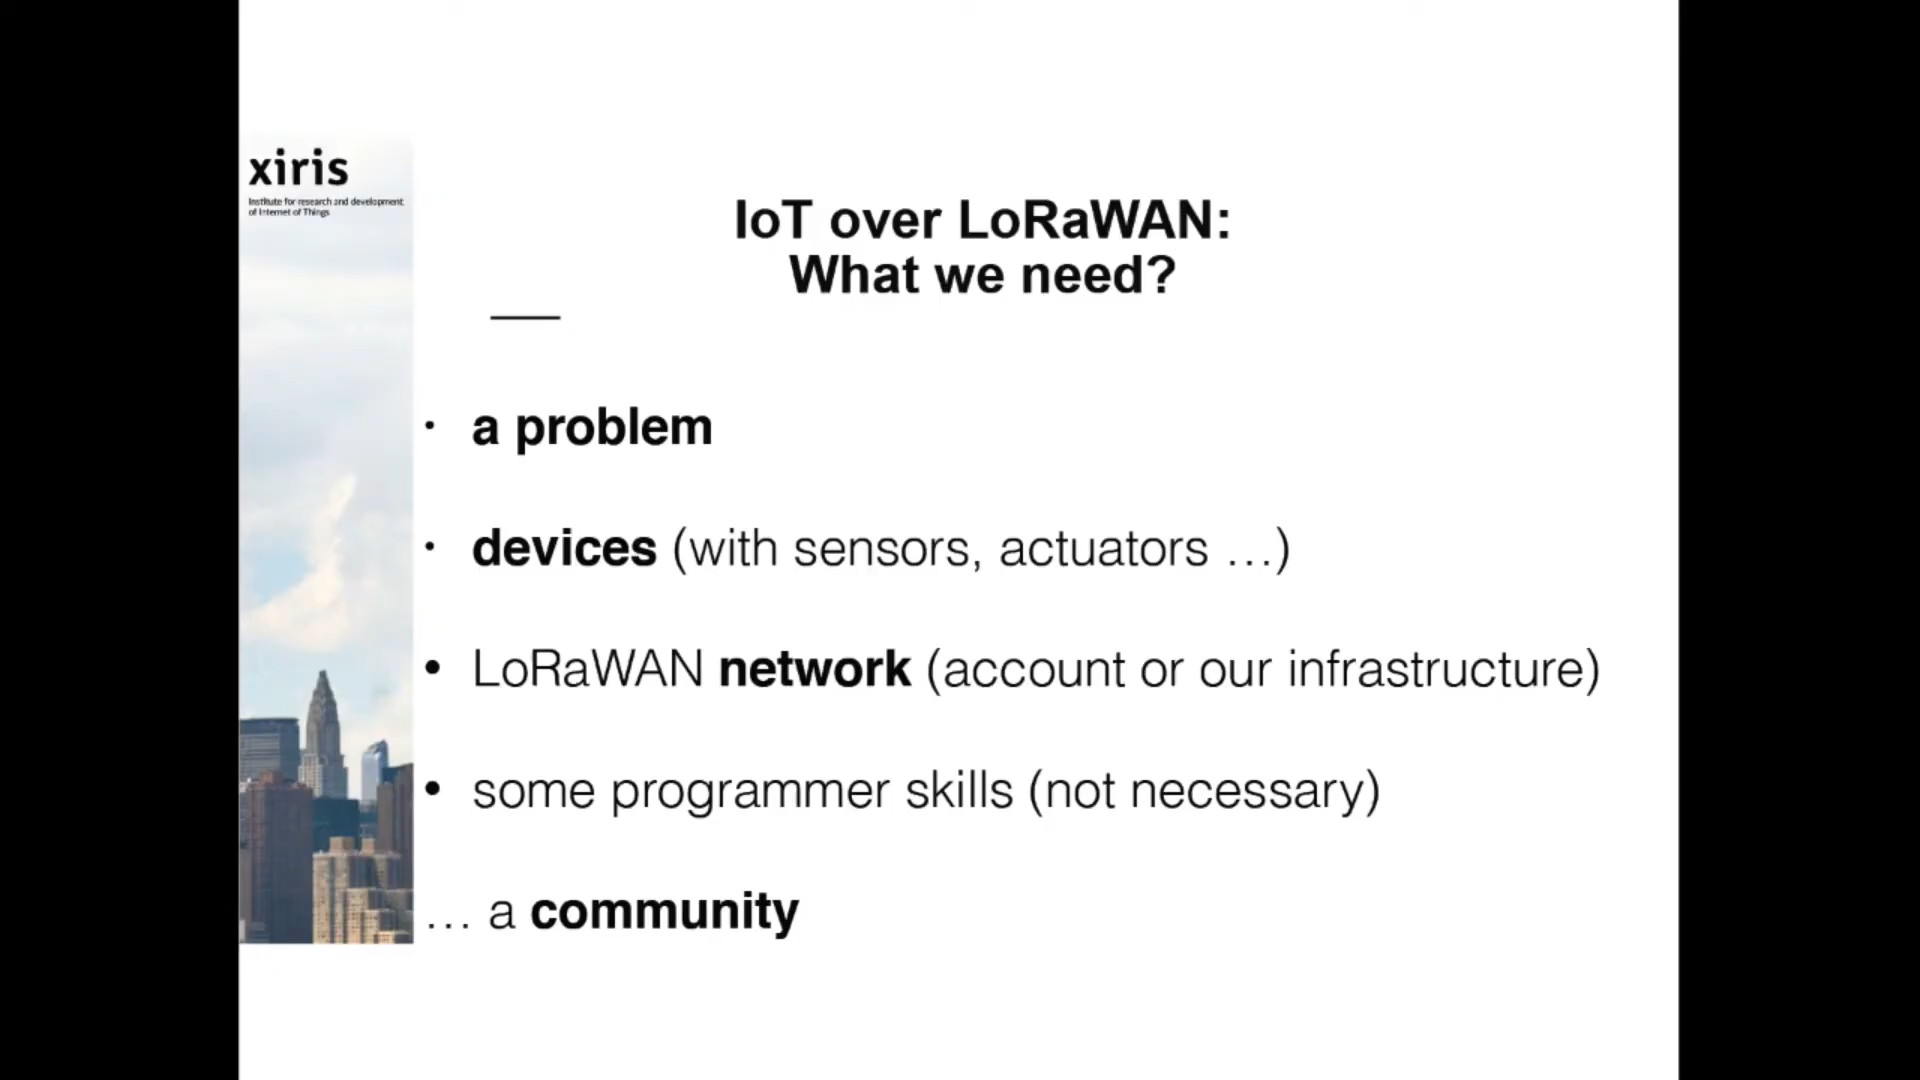 xiris
Institute for research and development
of Internet of Things
IoT over LoRaWAN:
What we need?
• a problem
• devices (with sensors, actuators …)
• LoRaWAN network (account or our infrastructure)
• some programmer skills (not necessary)
… a community